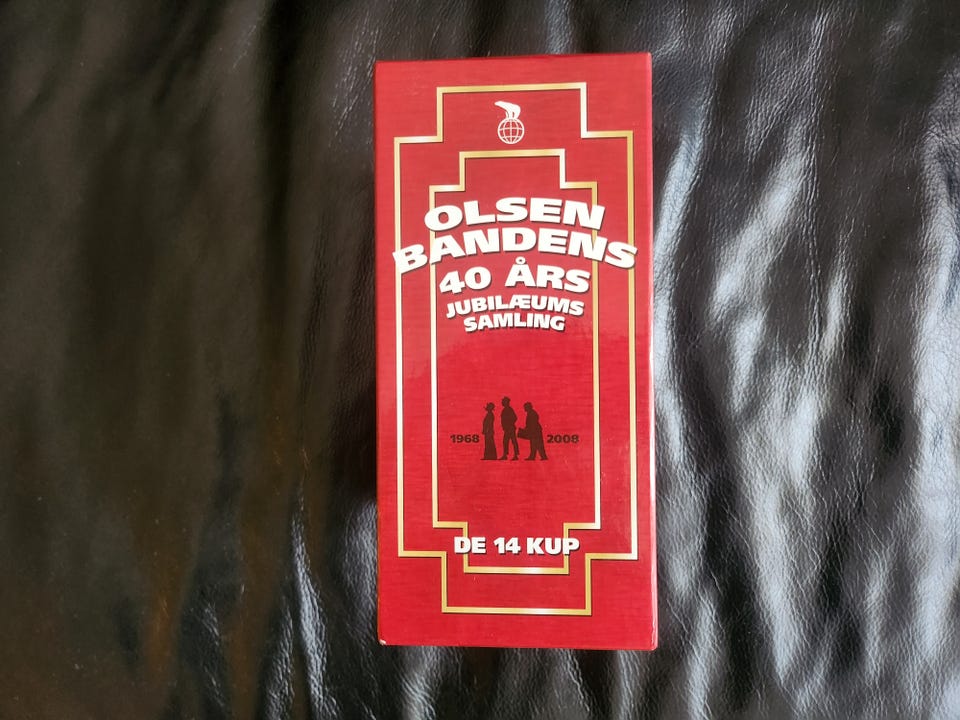 OLSEN
BANDENS
40 ÅRS
JUBILÆUMS
SAMLING
1968 2008
DE 14 KUP